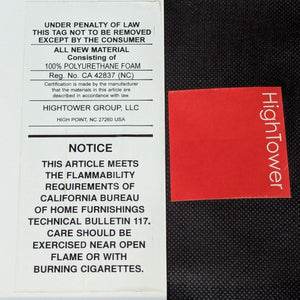 UNDER PENALTY OF LAW
THIS TAG NOT TO BE REMOVED
EXCEPT BY THE CONSUMER
ALL NEW MATERIAL
Consisting of
100% POLYURETHANE FOAM
Reg. No. CA 42837 (NC)
Certification is made by the manufacturer
that the materials in this article are
described in accordance with law.
HIGHTOWER GROUP, LLC
HIGH POINT, NC 27260 USA
NOTICE
THIS ARTICLE MEETS
THE FLAMMABILITY
REQUIREMENTS OF
CALIFORNIA BUREAU
OF HOME FURNISHINGS
TECHNICAL BULLETIN 117.
CARE SHOULD BE
EXERCISED NEAR OPEN
FLAME OR WITH
BURNING CIGARETTES.
HighTower